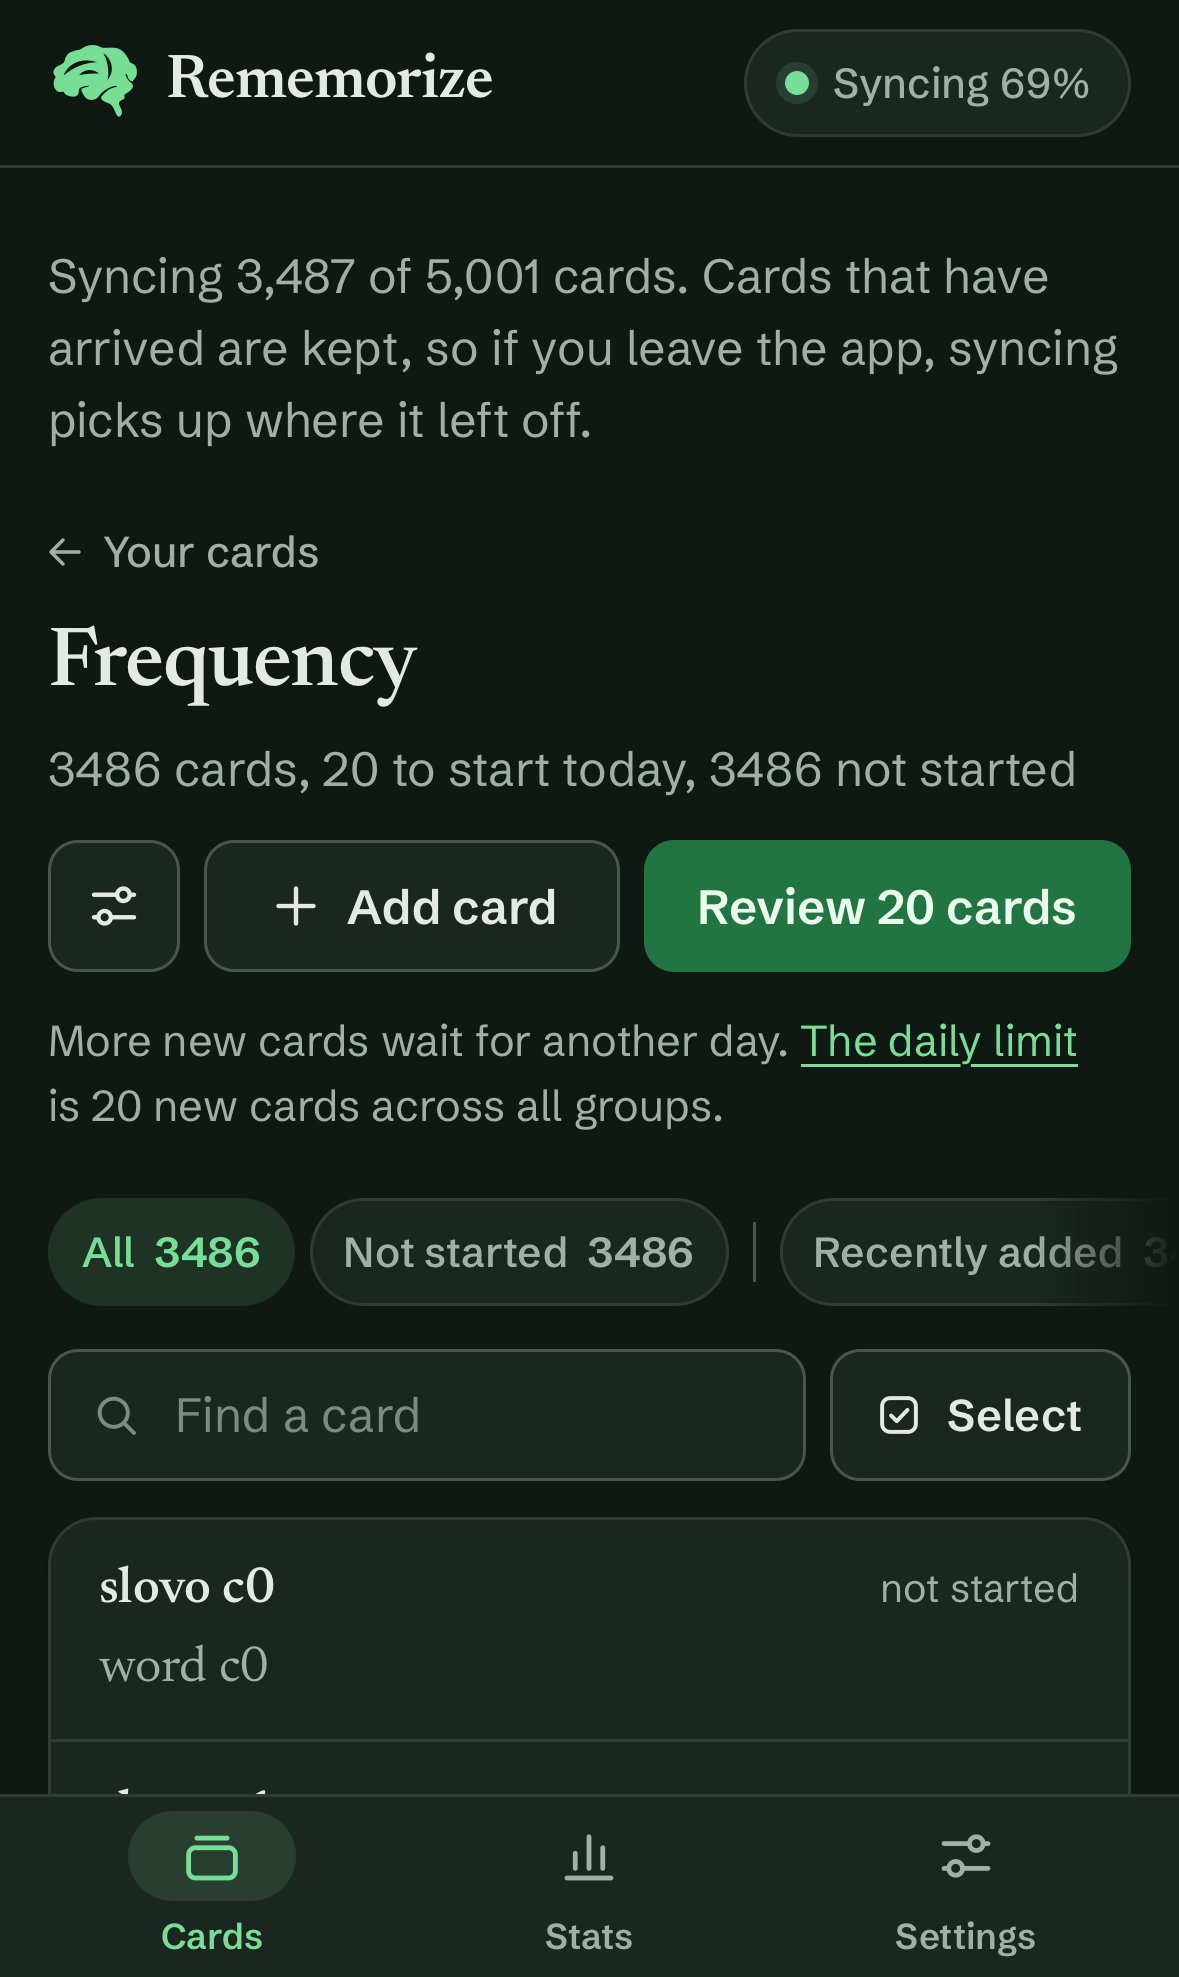 Rememorize
Syncing 69%
Syncing 3,487 of 5,001 cards. Cards that have
arrived are kept, so if you leave the app, syncing
picks up where it left off.
← Your cards
Frequency
3486 cards, 20 to start today, 3486 not started
+ Add card
Review 20 cards
More new cards wait for another day. The daily limit
is 20 new cards across all groups.
All 3486
Not started 3486
Recently added
Find a card
Select
slovo c0
not started
word c0
Cards
Stats
Settings